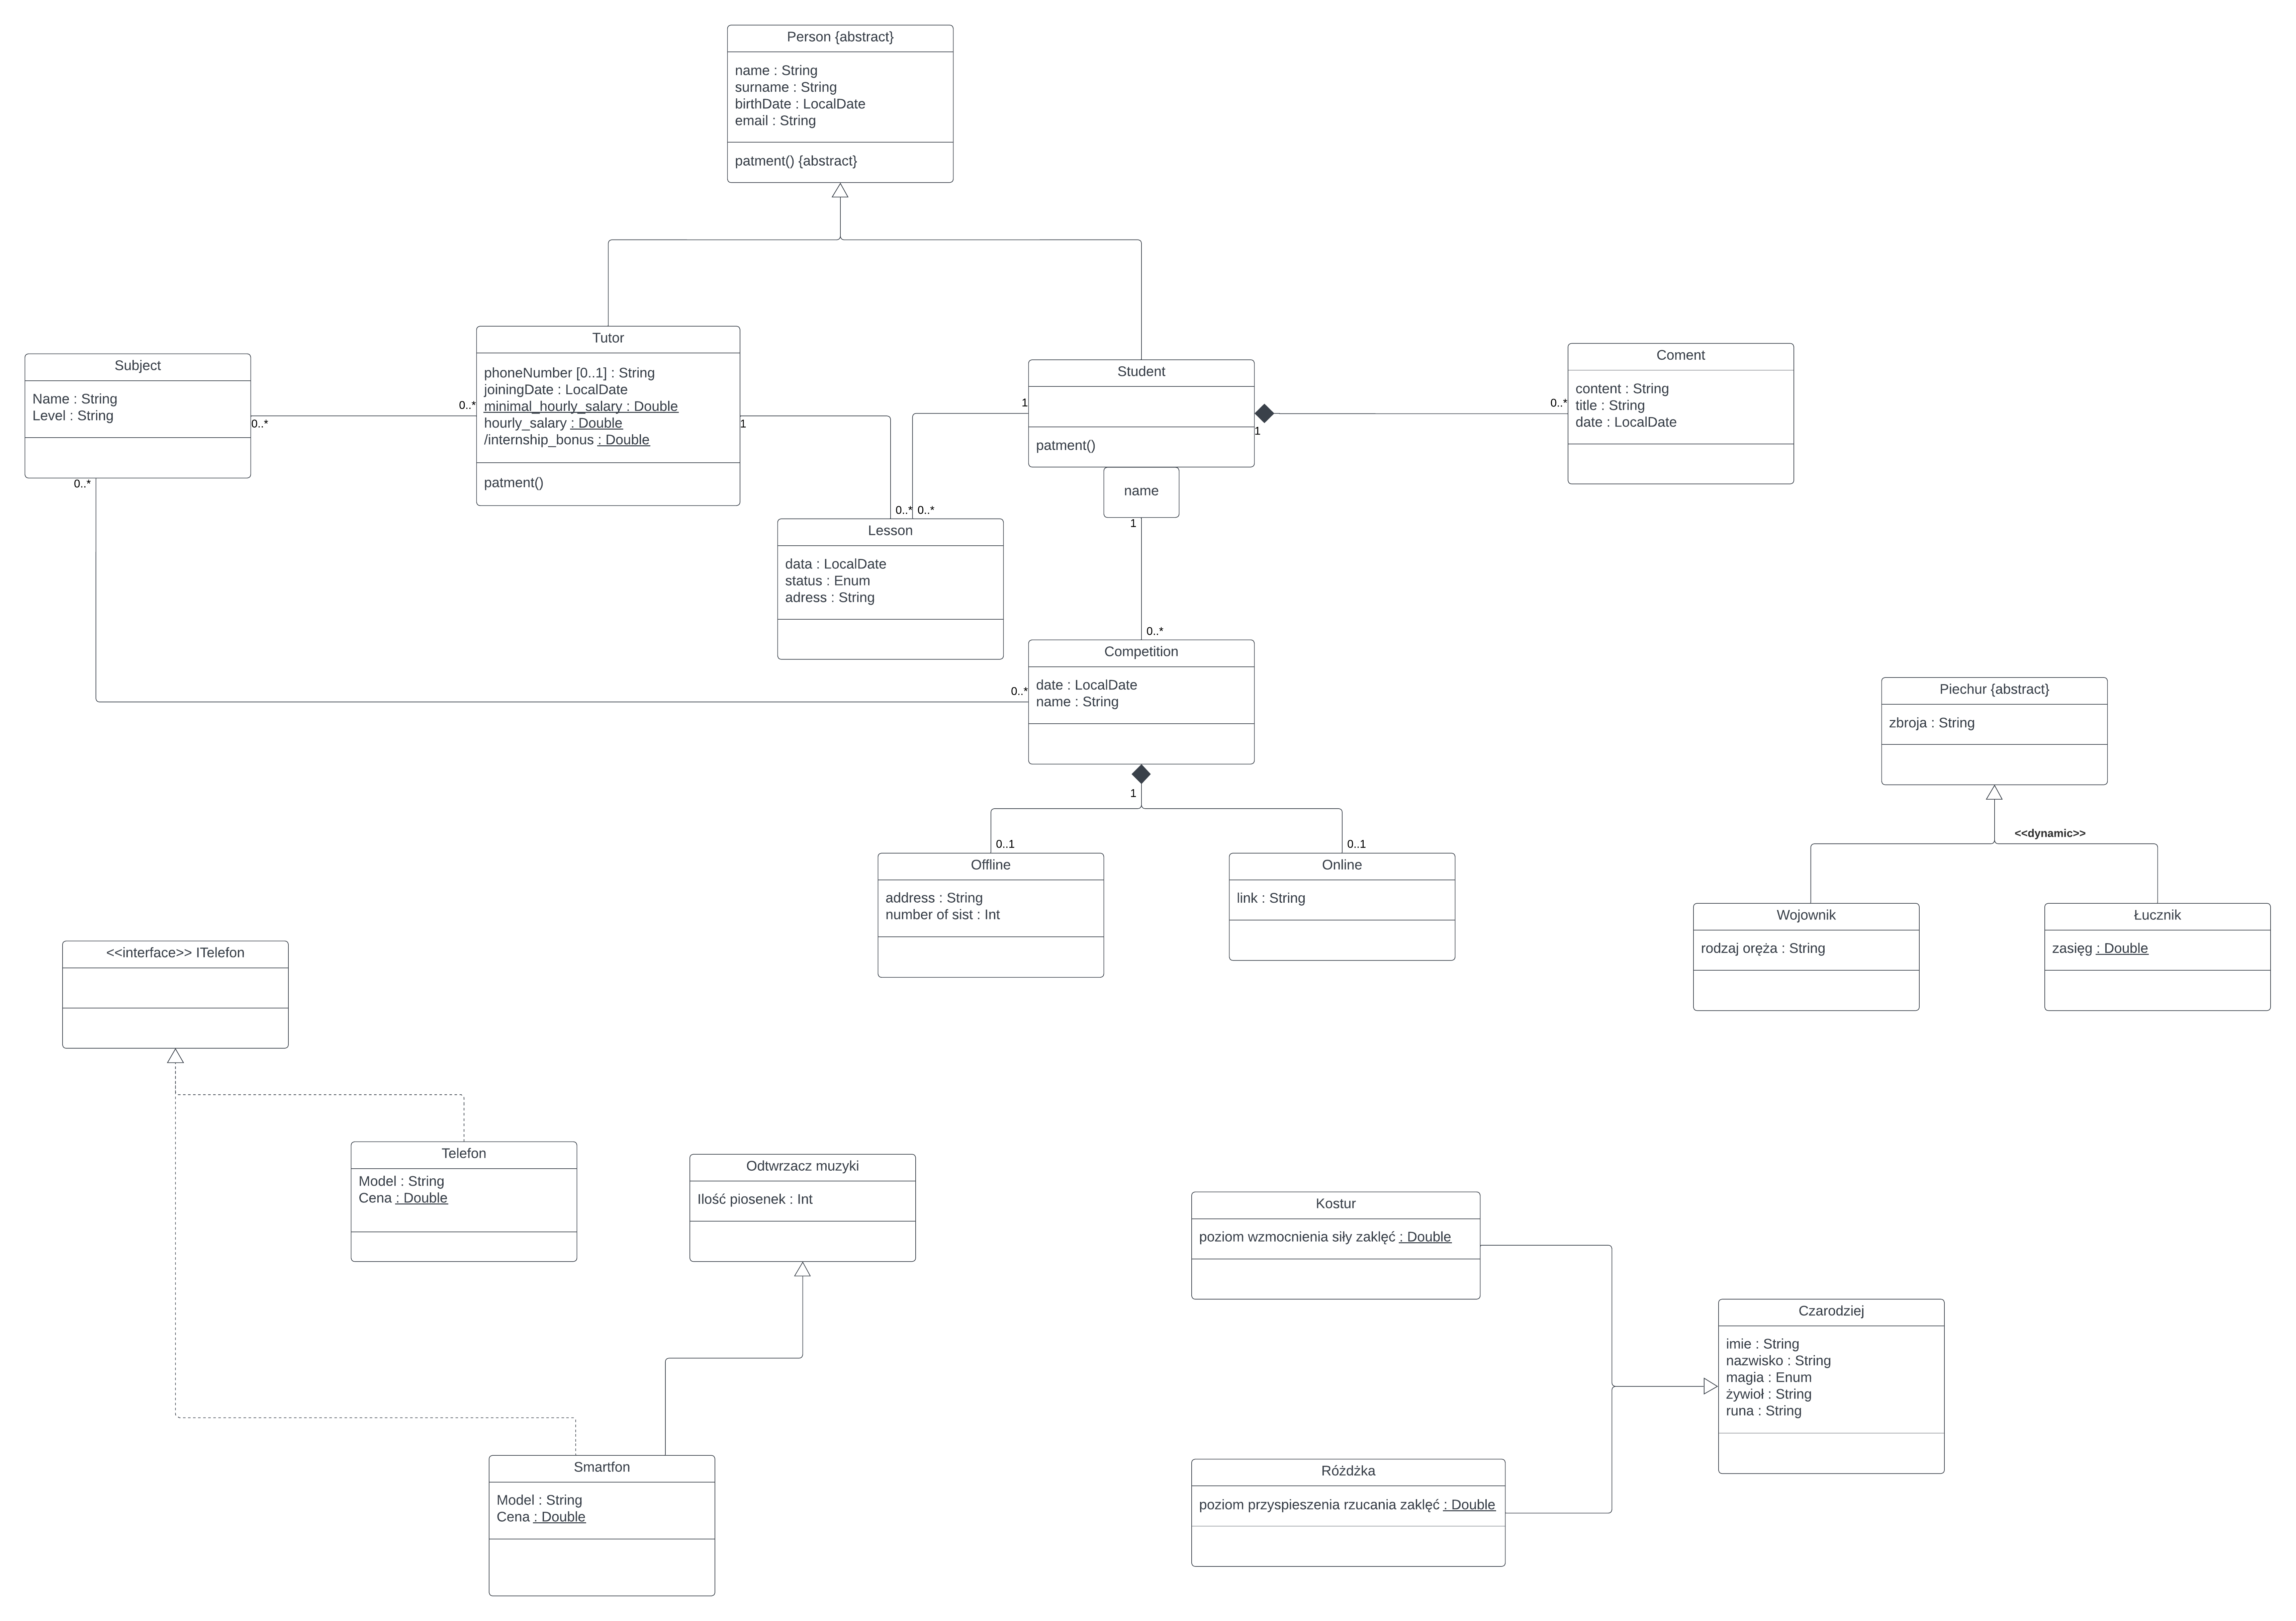 Person {abstract}
name : String
surname : String
birthDate : LocalDate
email : String
patment() {abstract}
Subject
Name : String
Level : String
0..*
0..*
0..*
Tutor
phoneNumber [0..1] : String
joiningDate : LocalDate
minimal_hourly_salary : Double
hourly_salary : Double
/internship_bonus : Double
patment()
1
1
Student
patment()
name
1
1
0..*
Coment
content : String
title : String
date : LocalDate
0..* 0..*
Lesson
data : LocalDate
status : Enum
adress : String
0..*
0..*
Competition
date : LocalDate
name : String
1
0..1
0..1
Offline
address : String
number of sist : Int
Online
link : String
Piechur {abstract}
zbroja : String
<<dynamic>>
Wojownik
rodzaj oręża : String
Łucznik
zasięg : Double
<<interface>> ITelefon
Telefon
Model : String
Cena : Double
Odtwrzacz muzyki
Ilość piosenek : Int
Smartfon
Model : String
Cena : Double
Kostur
poziom wzmocnienia siły zaklęć : Double
Czarodziej
imie : String
nazwisko : String
magia : Enum
żywioł : String
runa : String
Różdżka
poziom przyspieszenia rzucania zaklęć : Double